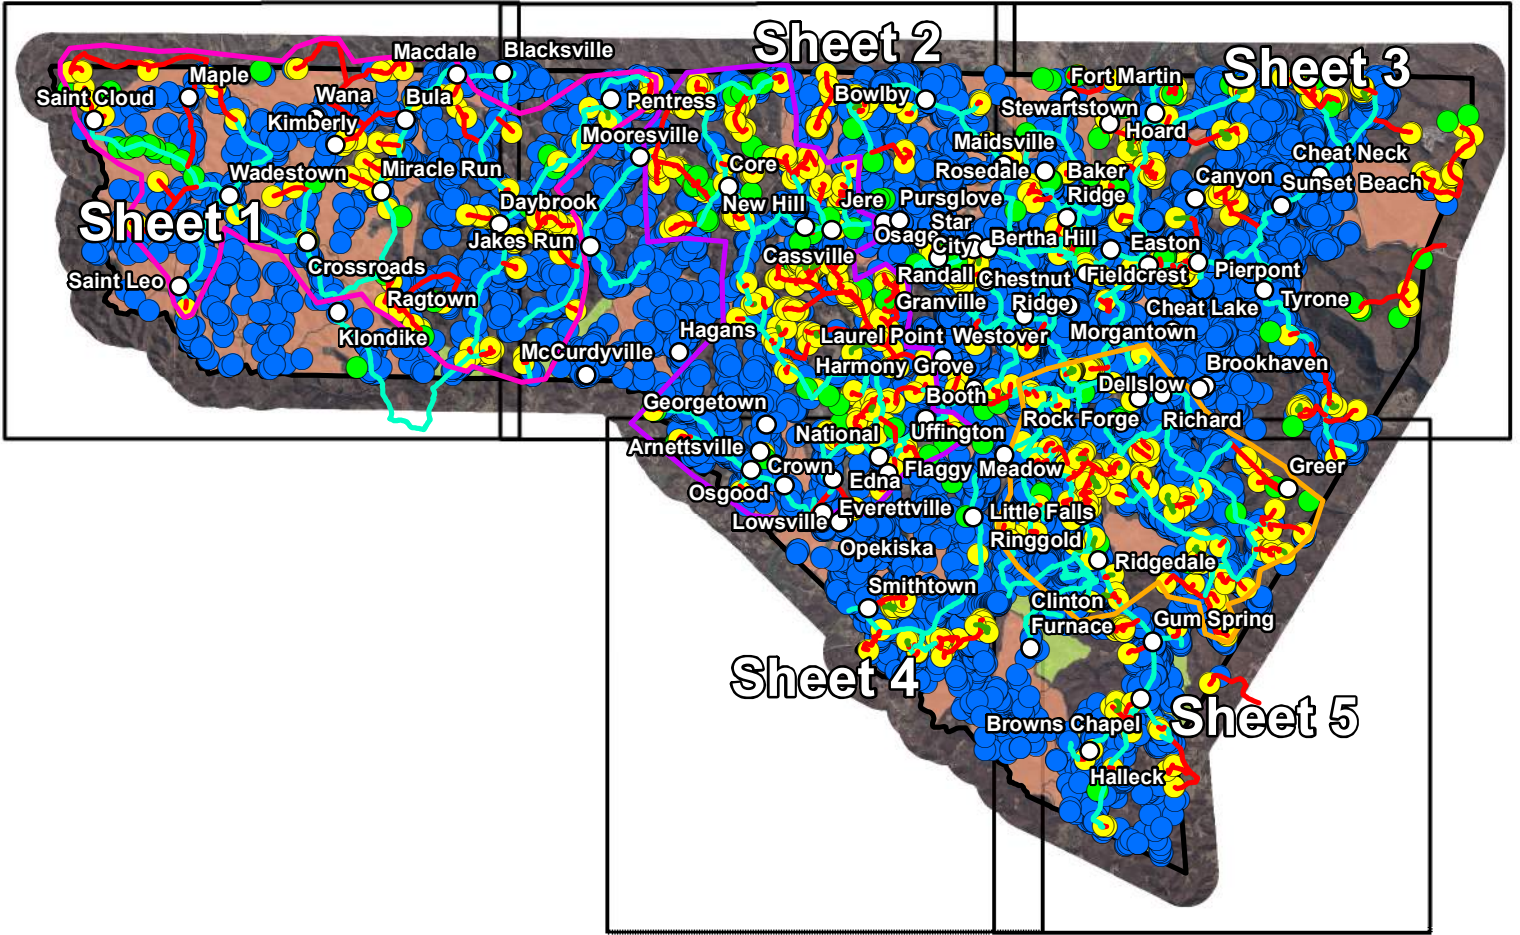 Sheet 2
Sheet 3
Macdale
Blacksville
Maple
Fort Martin
Saint Cloud
Wana
Bula
Pentress
Bowlby
Stewartstown
Kimberly
Mooresville
Hoard
Maidsville
Cheat Neck
Wadestown
Miracle Run
Core
Rosedale
Baker
Ridge
Canyon
Sunset Beach
Daybrook
New Hill
Jere
Pursglove
Sheet 1
Star
City
Osage
Jakes Run
Bertha Hill
Easton
Cassville
Saint Leo
Crossroads
Randall
Chestnut
Ridge
Fieldcrest
Pierpont
Ragtown
Granville
Cheat Lake
Tyrone
Klondike
Hagans
Laurel Point
Westover
Morgantown
McCurdyville
Harmony Grove
Brookhaven
Dellslow
Georgetown
Booth
Rock Forge
Richard
National
Uffington
Arnettsville
Crown
Flaggy Meadow
Greer
Osgood
Edna
Lowsville
Everettville
Little Falls
Opekiska
Ringgold
Ridgedale
Smithtown
Clinton
Furnace
Gum Spring
Sheet 4
Sheet 5
Browns Chapel
Halleck